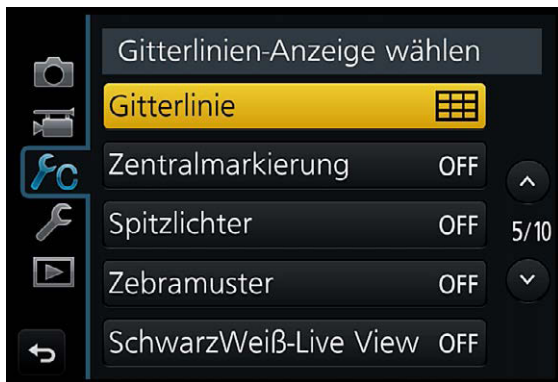 Gitterlinien-Anzeige wählen
Gitterlinie
Zentralmarkierung OFF
Spitzlichter OFF
5/10
Zebramuster OFF
SchwarzWeiß-Live View OFF
C